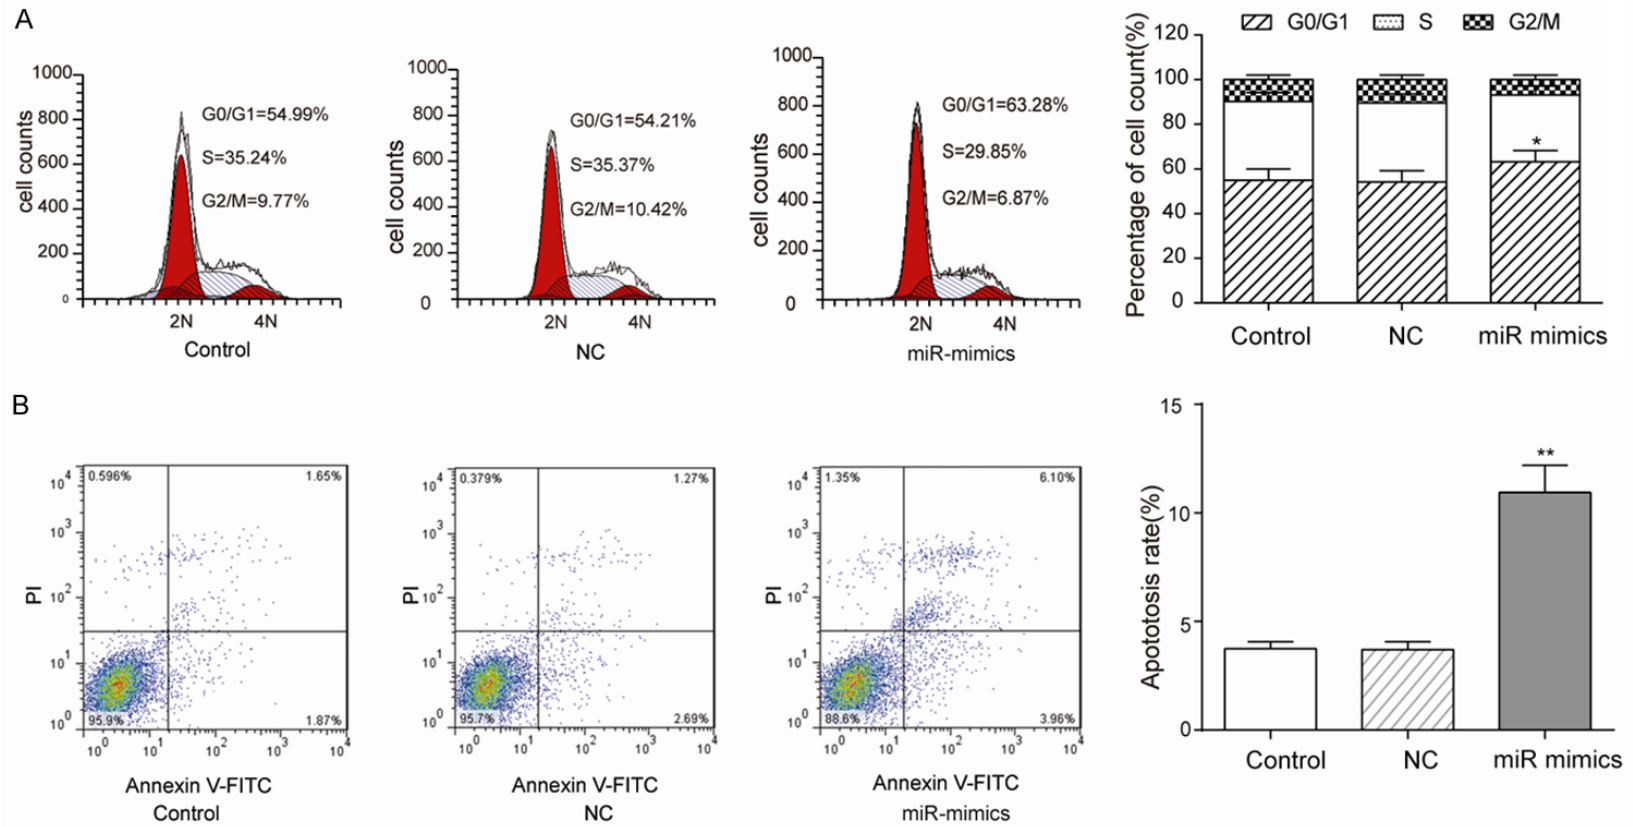 A
1000
800
600
400
200
0
cell counts
G0/G1=54.99%
S=35.24%
G2/M=9.77%
2N 4N
Control
1000
800
600
400
200
0
cell counts
G0/G1=54.21%
S=35.37%
G2/M=10.42%
2N 4N
NC
1000
800
600
400
200
0
cell counts
G0/G1=63.28%
S=29.85%
G2/M=6.87%
2N 4N
miR-mimics
G0/G1 S G2/M
Percentage of cell count(%)
120
100
80
60
40
20
0
*
Control NC miR mimics
B
PI
10^4
10^3
10^2
10^1
10^0
0.596% 1.65%
95.9% 1.87%
10^0 10^1 10^2 10^3 10^4
Annexin V-FITC
Control
PI
10^4
10^3
10^2
10^1
10^0
0.379% 1.27%
95.7% 2.69%
10^0 10^1 10^2 10^3 10^4
Annexin V-FITC
NC
PI
10^4
10^3
10^2
10^1
10^0
1.35% 6.10%
88.6% 3.96%
10^0 10^1 10^2 10^3 10^4
Annexin V-FITC
miR-mimics
Apototosis rate(%)
15
10
5
0
**
Control NC miR mimics